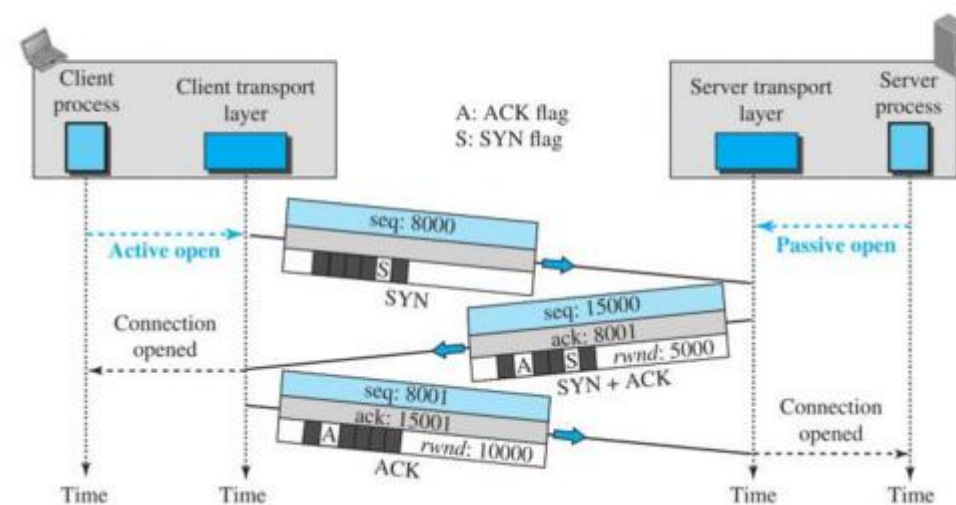 Client
process
Client transport
layer
A: ACK flag
S: SYN flag
Server transport
layer
Server
process
Active open
Passive open
seq: 8000
S
SYN
seq: 15000
ack: 8001
A S rwnd: 5000
SYN + ACK
Connection
opened
seq: 8001
ack: 15001
A rwnd: 10000
ACK
Connection
opened
Time
Time
Time
Time